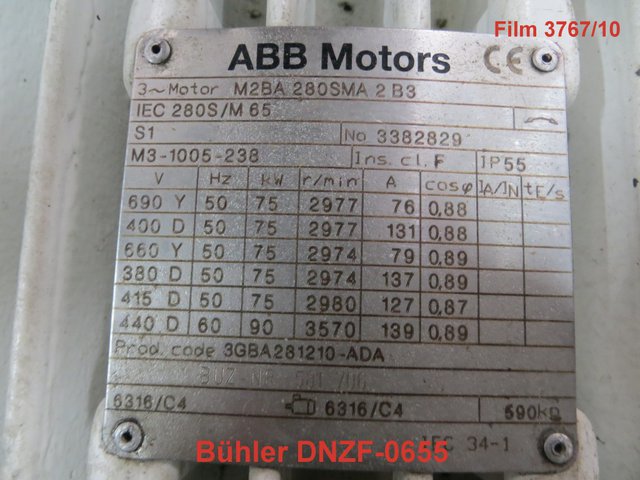 Film 3767/10
ABB Motors CE
3~Motor M2BA 280SMA 2 B3
IEC 280S/M 65
S1 No 3382829
M3-1005-238 Ins.cl.F IP55
V Hz kW r/min A cosφ IA/IN tE/s
690 Y 50 75 2977 76 0,88
400 D 50 75 2977 131 0,88
660 Y 50 75 2974 79 0,89
380 D 50 75 2974 137 0,89
415 D 50 75 2980 127 0,87
440 D 60 90 3570 139 0,89
Prod. code 3GBA281210-ADA
BUZ-NR
6316/C4 6316/C4 590kg
Bühler DNZF-0655
IEC 34-1